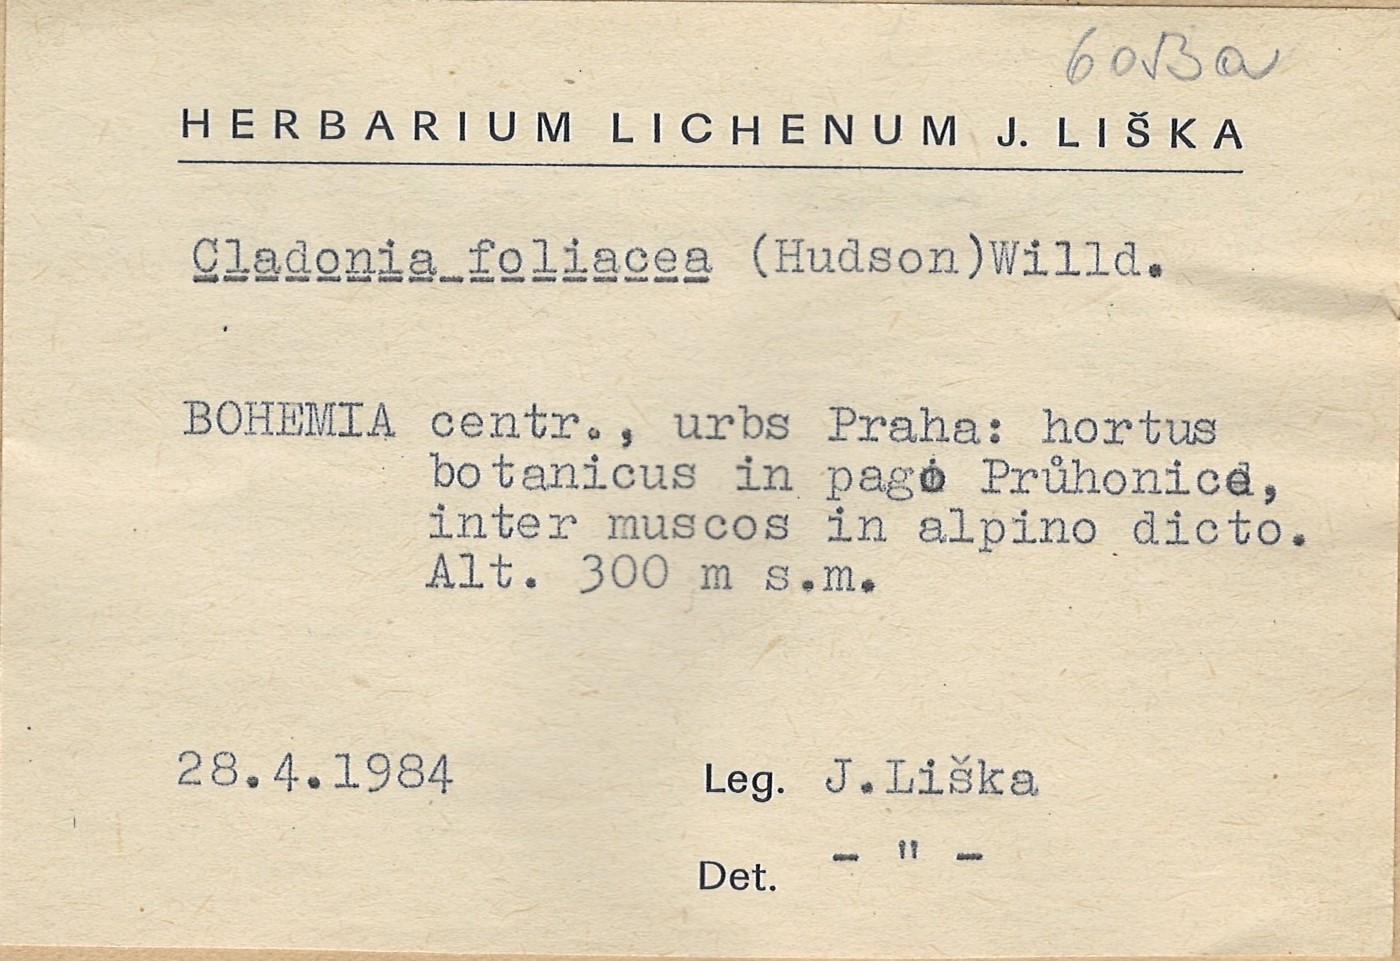 HERBARIUM LICHENUM J. LIŠKA
Cladonia foliacea (Hudson)Willd.
BOHEMIA centr., urbs Praha: hortus
botanicus in pago Průhonice,
inter muscos in alpino dicto.
Alt. 300 m s.m.
28.4.1984 Leg. J.Liška
Det. - " -